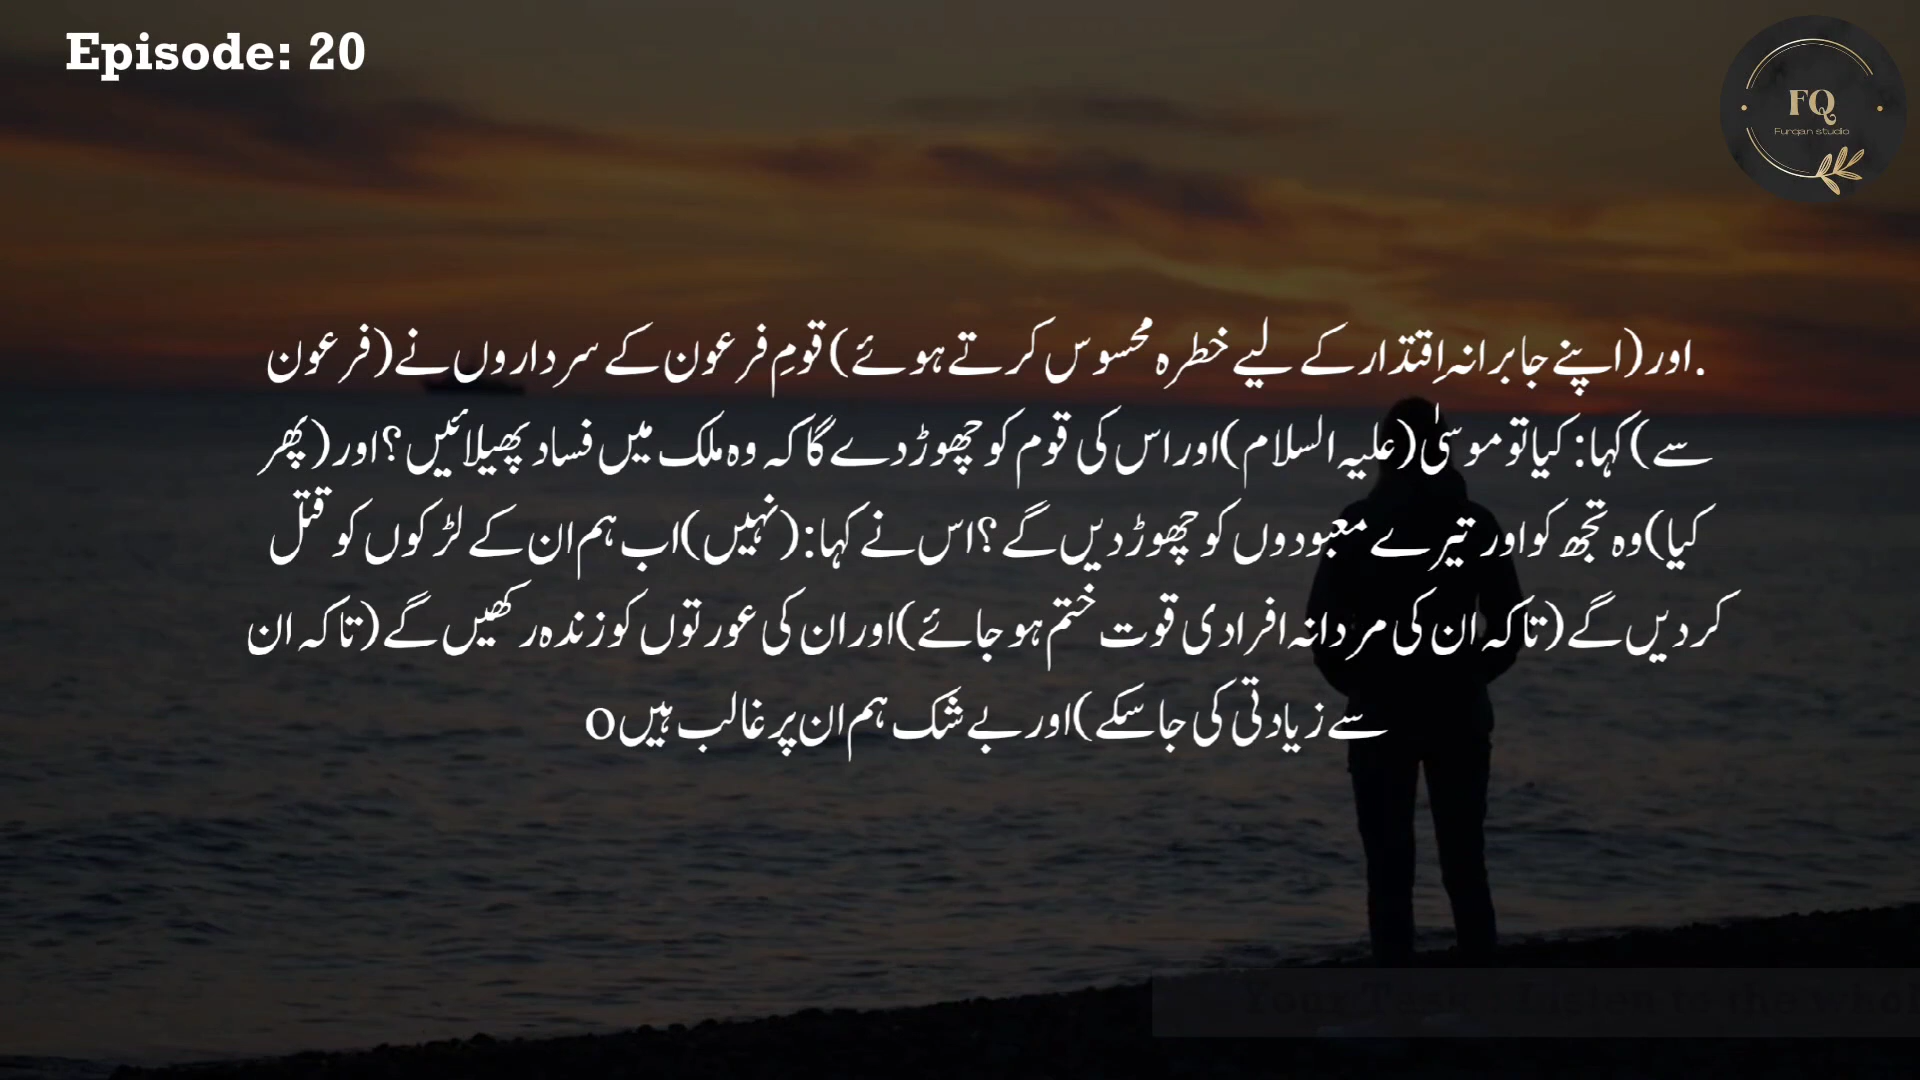 Episode: 20
FQ
Furqan studio
.اور (اپنے جابرانہ اِقتدار کے لیے خطرہ محسوس کرتے ہوئے) قومِ فرعون کے سرداروں نے (فرعون
سے) کہا: کیا تو موسیٰ (علیہ السلام) اور اس کی قوم کو چھوڑ دے گا کہ وہ ملک میں فساد پھیلائیں؟ اور (پھر
کیا) وہ تجھ کو اور تیرے معبودوں کو چھوڑ دیں گے؟ اس نے کہا: (نہیں) اب ہم ان کے لڑکوں کو قتل
کر دیں گے (تاکہ ان کی مردانہ افرادی قوت ختم ہو جائے) اور ان کی عورتوں کو زندہ رکھیں گے (تاکہ ان
سے زیادتی کی جا سکے) اور بے شک ہم ان پر غالب ہیںo